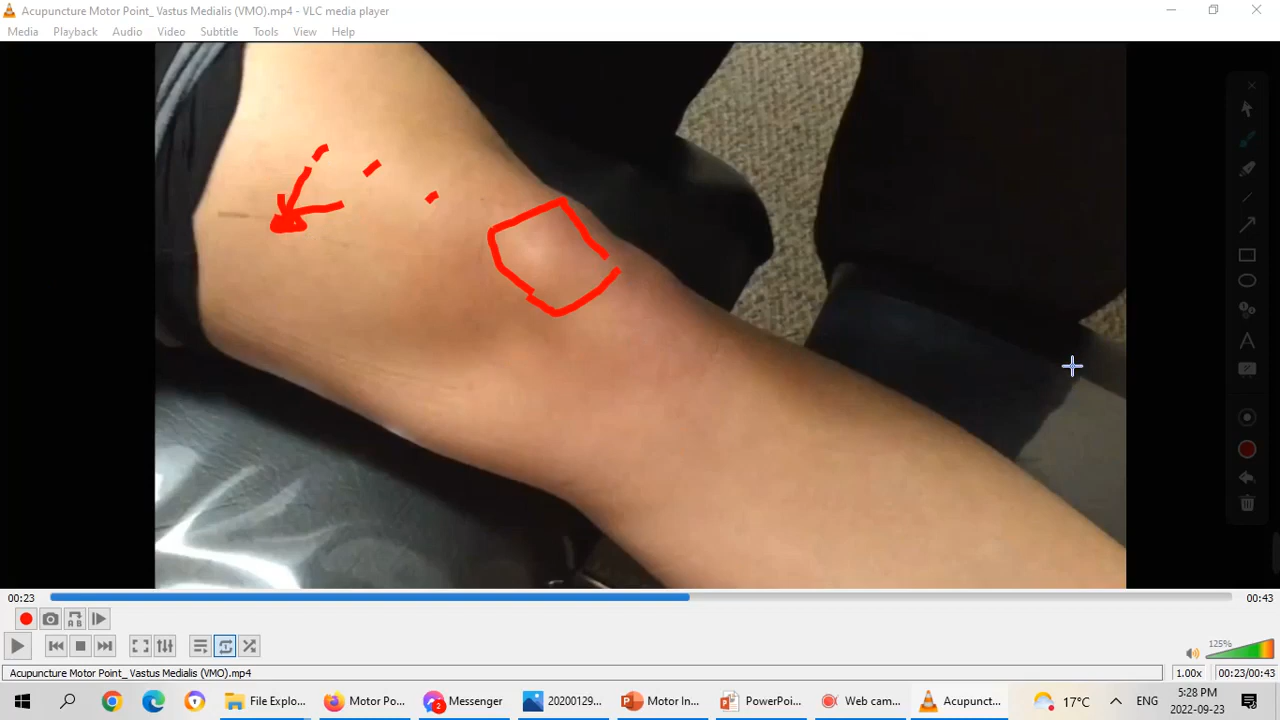 Acupuncture Motor Point_ Vastus Medialis (VMO).mp4 - VLC media player
Media Playback Audio Video Subtitle Tools View Help
00:23 00:43
125%
Acupuncture Motor Point_ Vastus Medialis (VMO).mp4 1.00x 00:23/00:43
File Explo... Motor Po... Messenger 20200129... Motor In... PowerPoi... Web cam... Acupunct... 17°C ENG 5:28 PM
2
2022-09-23